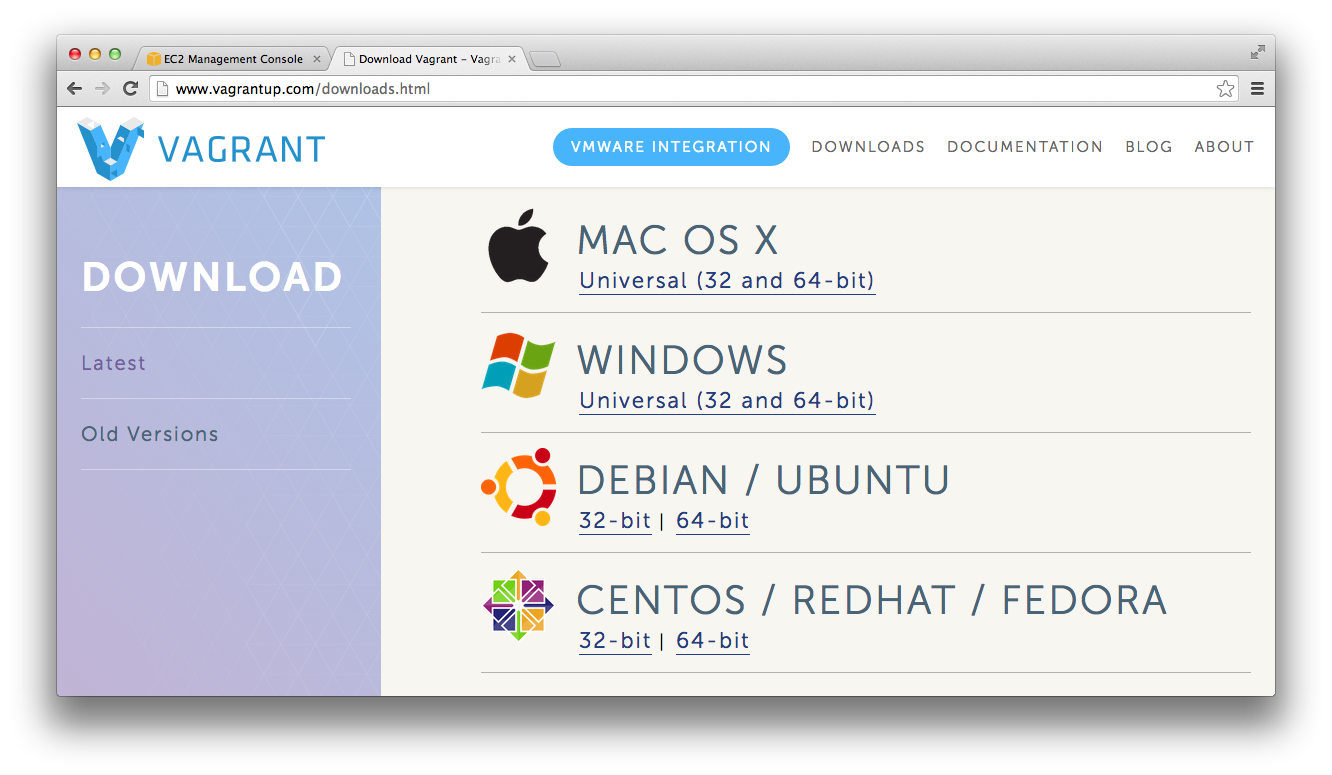 EC2 Management Console
Download Vagrant – Vagra
www.vagrantup.com/downloads.html
VAGRANT
VMWARE INTEGRATION DOWNLOADS DOCUMENTATION BLOG ABOUT
DOWNLOAD
Latest
Old Versions
MAC OS X
Universal (32 and 64-bit)
WINDOWS
Universal (32 and 64-bit)
DEBIAN / UBUNTU
32-bit | 64-bit
CENTOS / REDHAT / FEDORA
32-bit | 64-bit